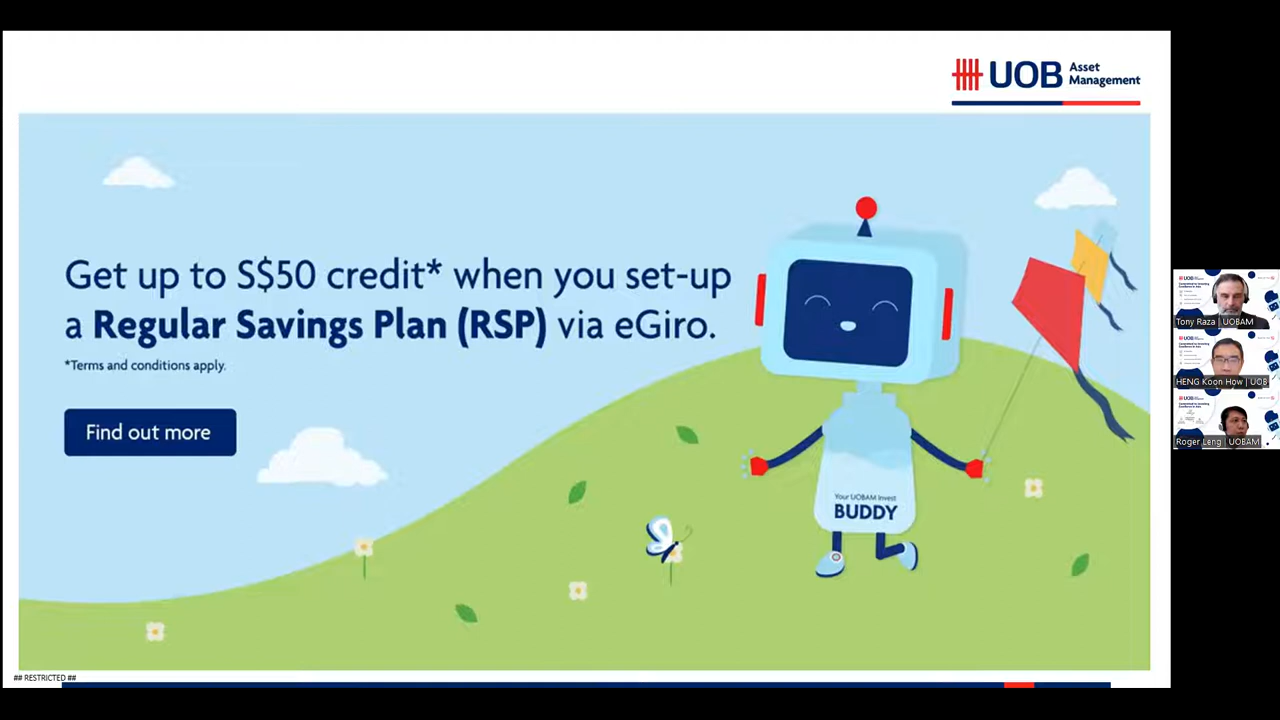 UOB Asset
Management
Get up to S$50 credit* when you set-up
a Regular Savings Plan (RSP) via eGiro.
*Terms and conditions apply.
Find out more
Your UOBAM Invest
BUDDY
## RESTRICTED ##
Tony Raza | UOBAM
HENG Koon How | UOB
Roger Leng | UOBAM